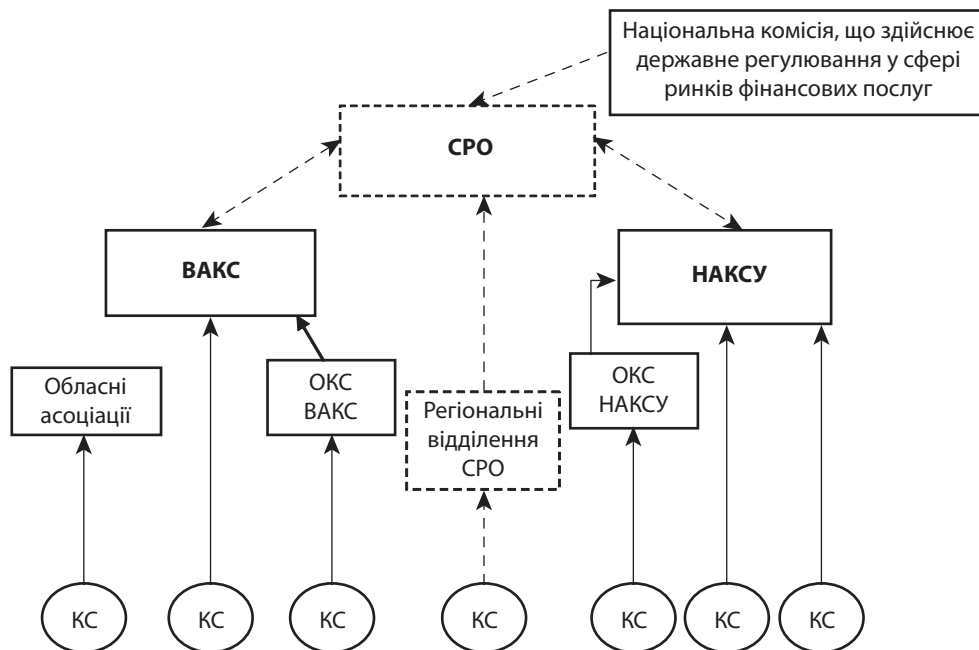 Національна комісія, що здійснює
державне регулювання у сфері
ринків фінансових послуг
СРО
ВАКС
НАКСУ
Обласні
асоціації
ОКС
ВАКС
Регіональні
відділення
СРО
ОКС
НАКСУ
КС
КС
КС
КС
КС
КС
КС